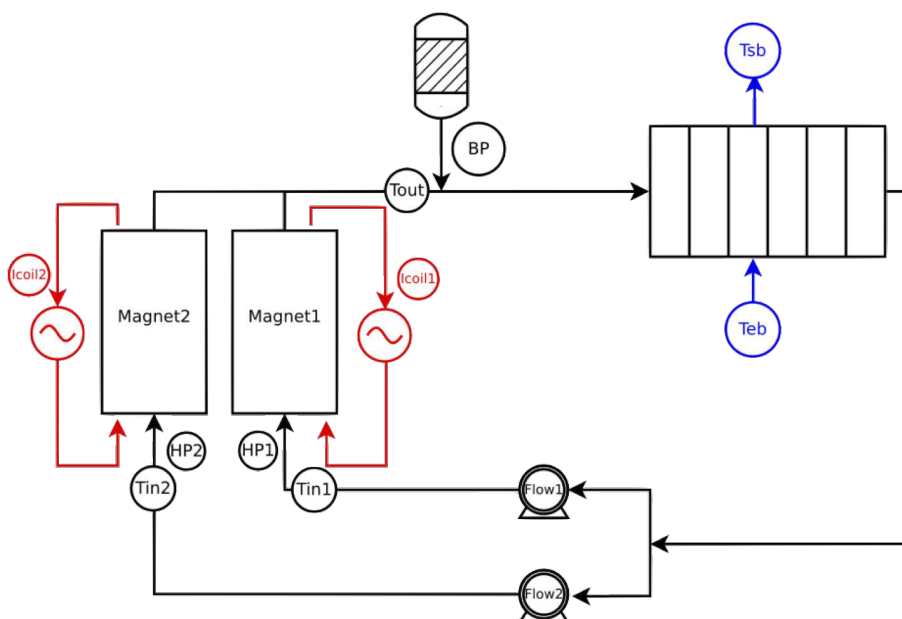 Tsb
BP
Tout
Icoil2
Icoil1
Magnet2
Magnet1
Teb
HP2
HP1
Tin2
Tin1
Flow1
Flow2